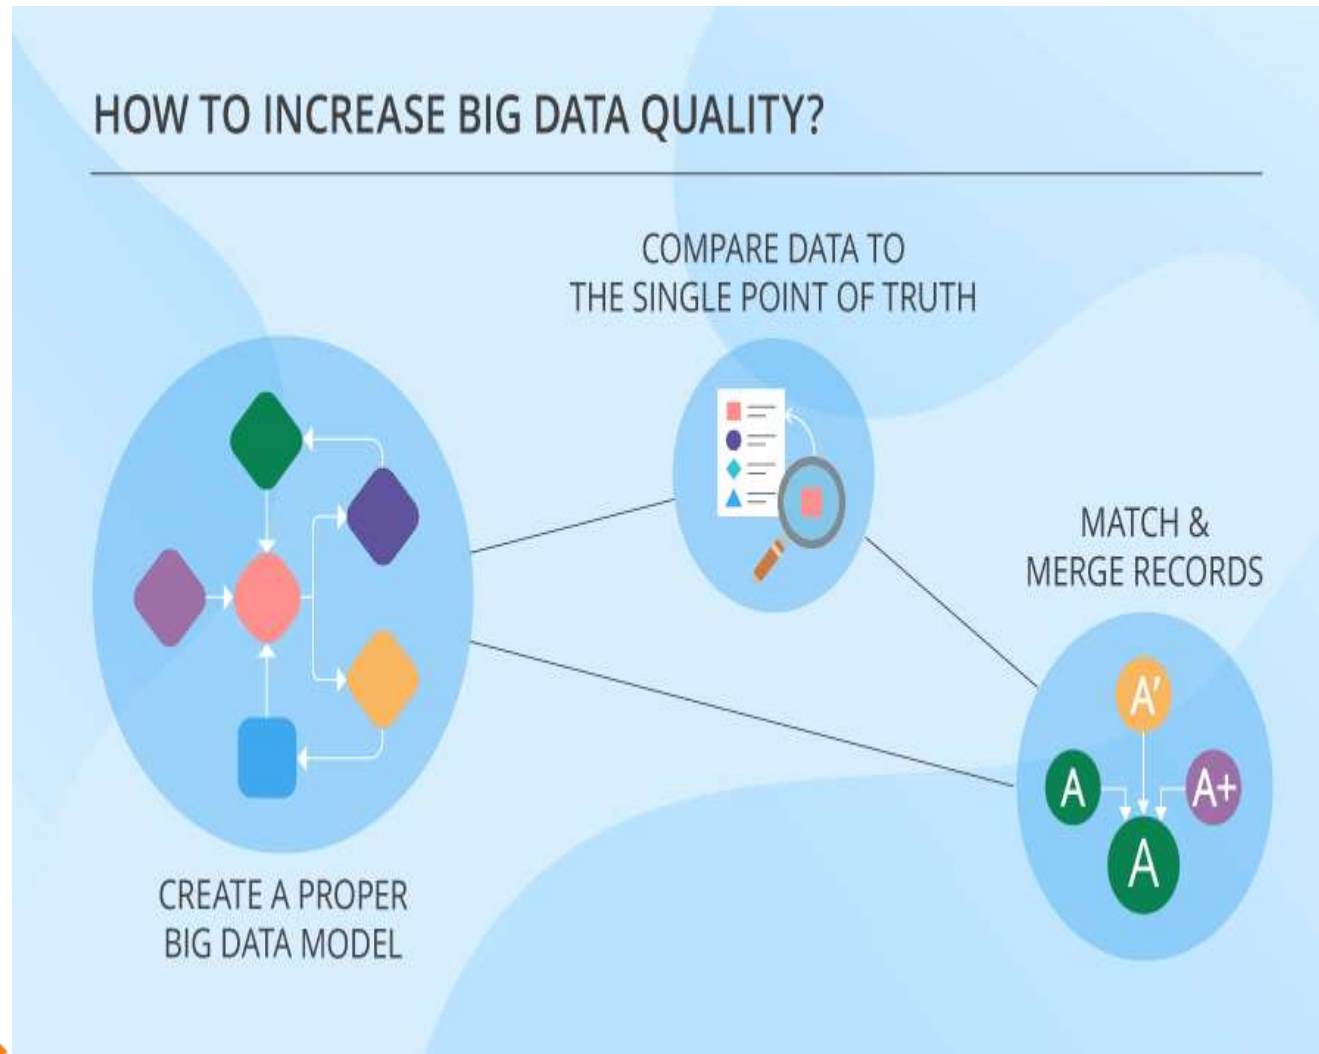 HOW TO INCREASE BIG DATA QUALITY?
COMPARE DATA TO
THE SINGLE POINT OF TRUTH
MATCH &
MERGE RECORDS
A'
A
A+
A
CREATE A PROPER
BIG DATA MODEL